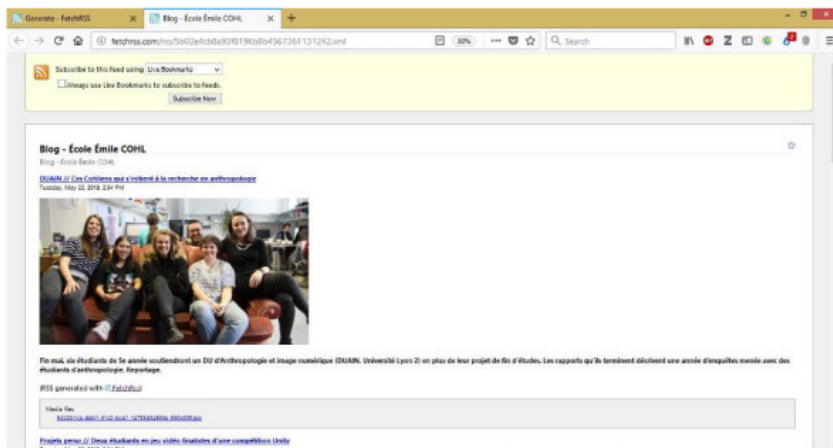 Generate - FetchRSS
Blog - École Émile COHL
80%
Search
Subscribe to this feed using Live Bookmarks
Always use Live Bookmarks to subscribe to feeds.
Subscribe Now
Blog - École Émile COHL
Blog - École Émile COHL
DUAIN // Ces Cohliens qui s'initient à la recherche en anthropologie
Tuesday, May 22, 2018 2:34 PM
Fin mai, six étudiants de 5e année soutiendront un DU d'Anthropologie et image numérique (DUAIN, Université Lyon 2) en plus de leur projet de fin d'études. Les rapports qu'ils terminent décrivent une année d'enquêtes menée avec des
étudiants d'anthropologie. Reportage.
(RSS generated with FetchRss)
Media files
Projets perso // Deux étudiants en jeu vidéo finalistes d'une compétition Unity